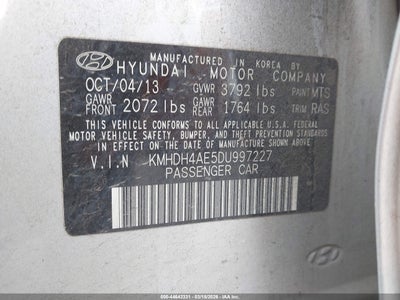 MANUFACTURED IN KOREA BY
HYUNDAI MOTOR COMPANY
OCT/04/13 GVWR 3792 lbs PAINT MTS
GAWR FRT 2072 lbs GAWR RR 1764 lbs TRIM RAS
THIS VEHICLE CONFORMS TO ALL APPLICABLE
U.S. FEDERAL MOTOR VEHICLE SAFETY,
BUMPER, AND THEFT PREVENTION STANDARDS
IN EFFECT ON THE DATE OF MANUFACTURE
SHOWN ABOVE.
V.I.N KMHDH4AE5DU997227
PASSENGER CAR